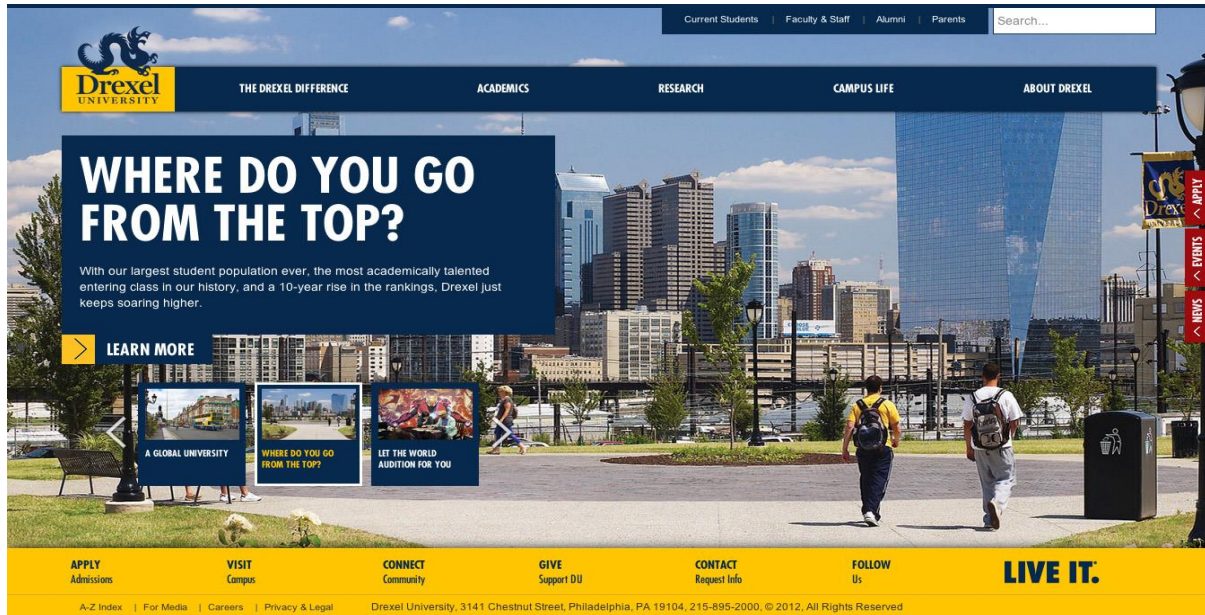 Current Students | Faculty & Staff | Alumni | Parents
Search...
Drexel
UNIVERSITY
THE DREXEL DIFFERENCE
ACADEMICS
RESEARCH
CAMPUS LIFE
ABOUT DREXEL
WHERE DO YOU GO
FROM THE TOP?
With our largest student population ever, the most academically talented
entering class in our history, and a 10-year rise in the rankings, Drexel just
keeps soaring higher.
> LEARN MORE
Drexel
< APPLY
< EVENTS
< NEWS
A GLOBAL UNIVERSITY
WHERE DO YOU GO
FROM THE TOP?
LET THE WORLD
AUDITION FOR YOU
APPLY
Admissions
VISIT
Campus
CONNECT
Community
GIVE
Support DU
CONTACT
Request Info
FOLLOW
Us
LIVE IT.
A-Z Index | For Media | Careers | Privacy & Legal
Drexel University, 3141 Chestnut Street, Philadelphia, PA 19104, 215-895-2000, © 2012, All Rights Reserved